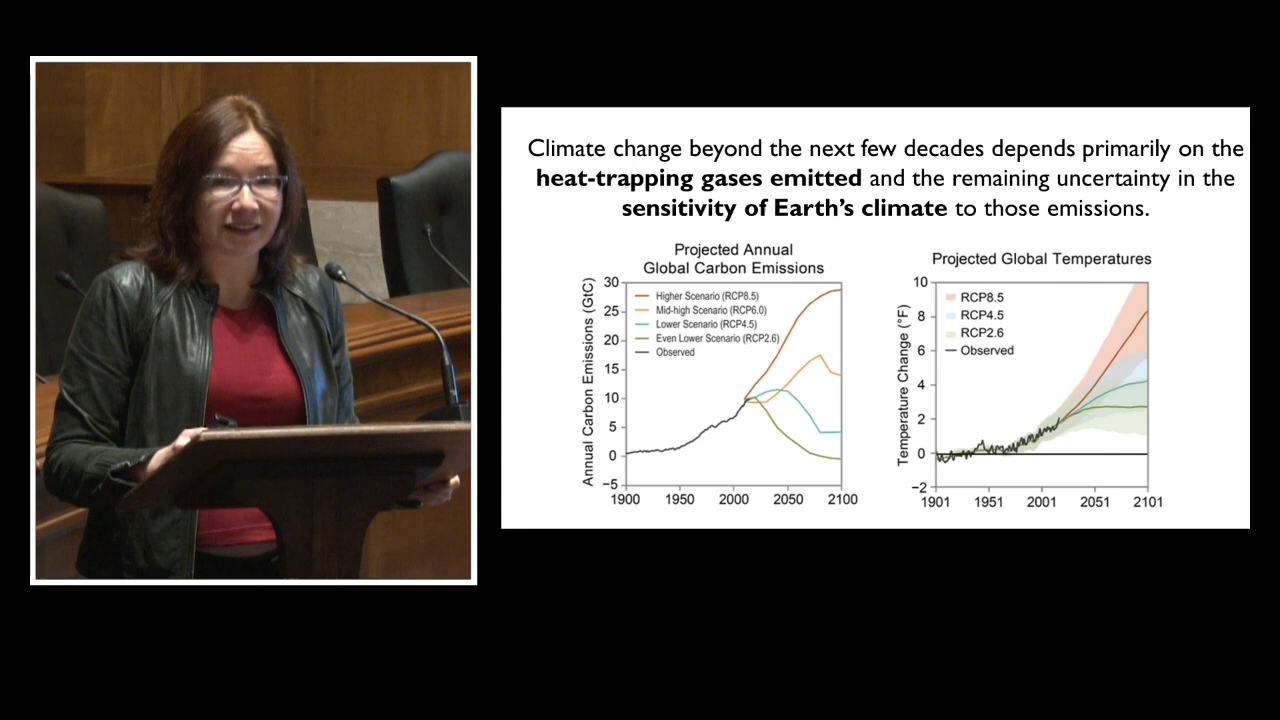 Climate change beyond the next few decades depends primarily on the
heat-trapping gases emitted and the remaining uncertainty in the
sensitivity of Earth's climate to those emissions.
Projected Annual
Global Carbon Emissions
Annual Carbon Emissions (GtC)
30
25
20
15
10
5
0
−5
Higher Scenario (RCP8.5)
Mid-high Scenario (RCP6.0)
Lower Scenario (RCP4.5)
Even Lower Scenario (RCP2.6)
Observed
1900 1950 2000 2050 2100
Projected Global Temperatures
Temperature Change (°F)
10
8
6
4
2
0
−2
RCP8.5
RCP4.5
RCP2.6
Observed
1901 1951 2001 2051 2101